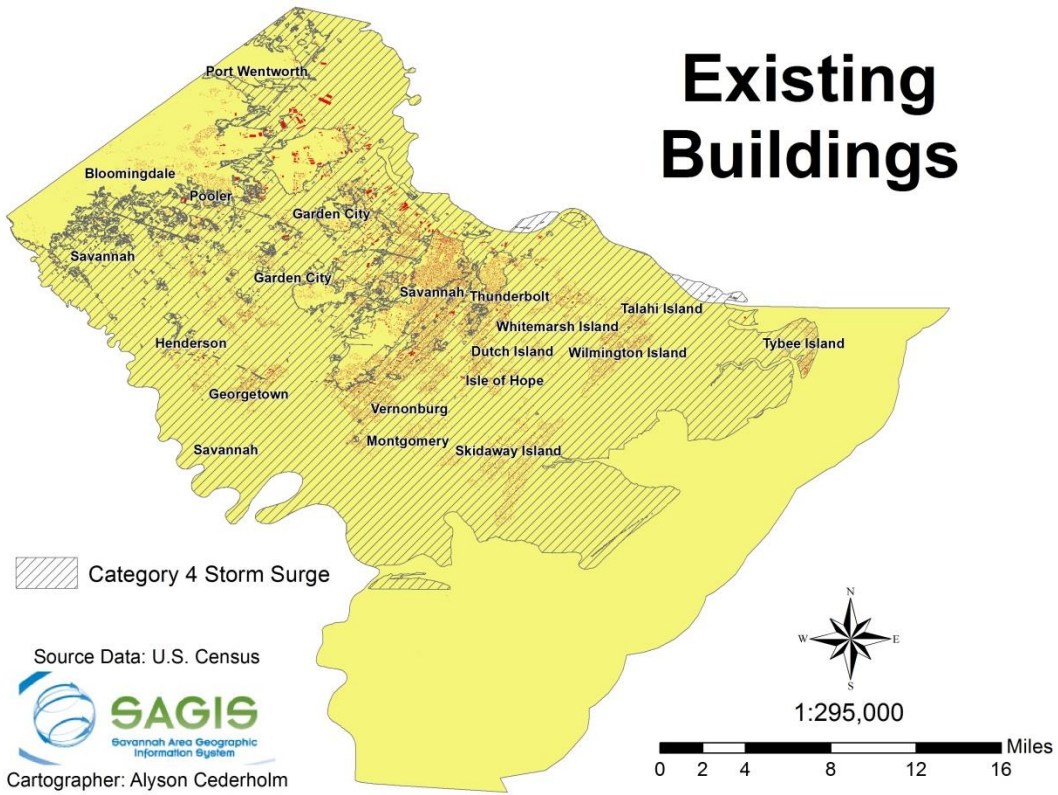 Existing
Buildings
Port Wentworth
Bloomingdale
Pooler
Garden City
Savannah
Garden City
Savannah
Thunderbolt
Talahi Island
Whitemarsh Island
Henderson
Dutch Island
Wilmington Island
Tybee Island
Isle of Hope
Georgetown
Vernonburg
Montgomery
Savannah
Skidaway Island
Category 4 Storm Surge
Source Data: U.S. Census
SAGIS
Savannah Area Geographic
Information System
Cartographer: Alyson Cederholm
N
W
E
S
1:295,000
Miles
0 2 4 8 12 16